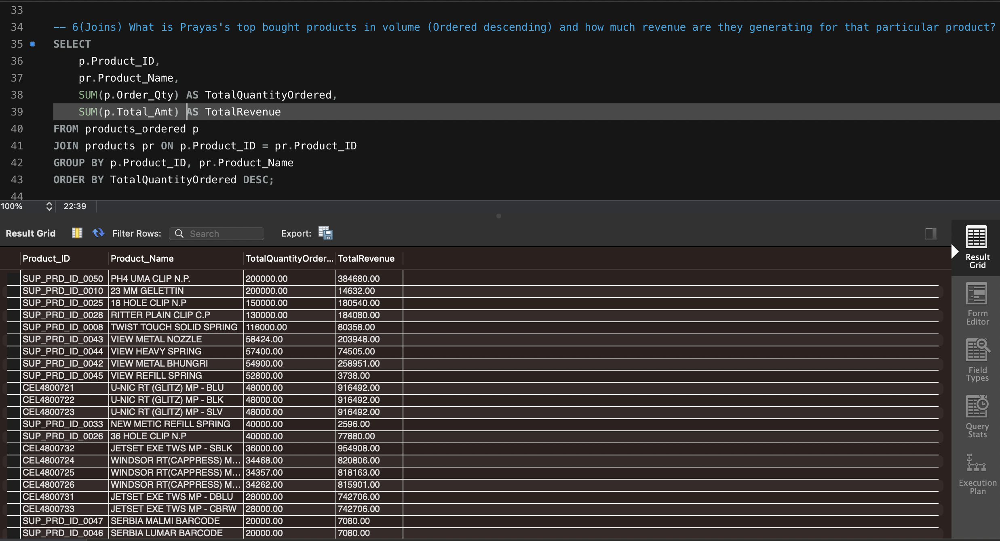 33
34 -- 6(Joins) What is Prayas's top bought products in volume (Ordered descending) and how much revenue are they generating for that particular product?
35 SELECT
36 p.Product_ID,
37 pr.Product_Name,
38 SUM(p.Order_Qty) AS TotalQuantityOrdered,
39 SUM(p.Total_Amt) AS TotalRevenue
40 FROM products_ordered p
41 JOIN products pr ON p.Product_ID = pr.Product_ID
42 GROUP BY p.Product_ID, pr.Product_Name
43 ORDER BY TotalQuantityOrdered DESC;
44
100% 22:39
Result Grid Filter Rows: Search Export:
Product_ID Product_Name TotalQuantityOrder... TotalRevenue
SUP_PRD_ID_0050 PH4 UMA CLIP N.P. 200000.00 384680.00
SUP_PRD_ID_0010 23 MM GELETTIN 200000.00 14632.00
SUP_PRD_ID_0025 18 HOLE CLIP N.P 150000.00 180540.00
SUP_PRD_ID_0028 RITTER PLAIN CLIP C.P 130000.00 184080.00
SUP_PRD_ID_0008 TWIST TOUCH SOLID SPRING 116000.00 80358.00
SUP_PRD_ID_0043 VIEW METAL NOZZLE 58424.00 203948.00
SUP_PRD_ID_0044 VIEW HEAVY SPRING 57400.00 74505.00
SUP_PRD_ID_0042 VIEW METAL BHUNGRI 54900.00 258951.00
SUP_PRD_ID_0045 VIEW REFILL SPRING 52800.00 3738.00
CEL4800721 U-NIC RT (GLITZ) MP - BLU 48000.00 916492.00
CEL4800722 U-NIC RT (GLITZ) MP - BLK 48000.00 916492.00
CEL4800723 U-NIC RT (GLITZ) MP - SLV 48000.00 916492.00
SUP_PRD_ID_0033 NEW METIC REFILL SPRING 40000.00 2596.00
SUP_PRD_ID_0026 36 HOLE CLIP N.P 40000.00 77880.00
CEL4800732 JETSET EXE TWS MP - SBLK 36000.00 954908.00
CEL4800724 WINDSOR RT(CAPPRESS) M... 34468.00 820806.00
CEL4800725 WINDSOR RT(CAPPRESS) M... 34357.00 818163.00
CEL4800726 WINDSOR RT(CAPPRESS) M... 34262.00 815901.00
CEL4800731 JETSET EXE TWS MP - DBLU 28000.00 742706.00
CEL4800733 JETSET EXE TWS MP - CBRW 28000.00 742706.00
SUP_PRD_ID_0047 SERBIA MALMI BARCODE 20000.00 7080.00
SUP_PRD_ID_0046 SERBIA LUMAR BARCODE 20000.00 7080.00
Result
Grid
Form
Editor
Field
Types
Query
Stats
Execution
Plan